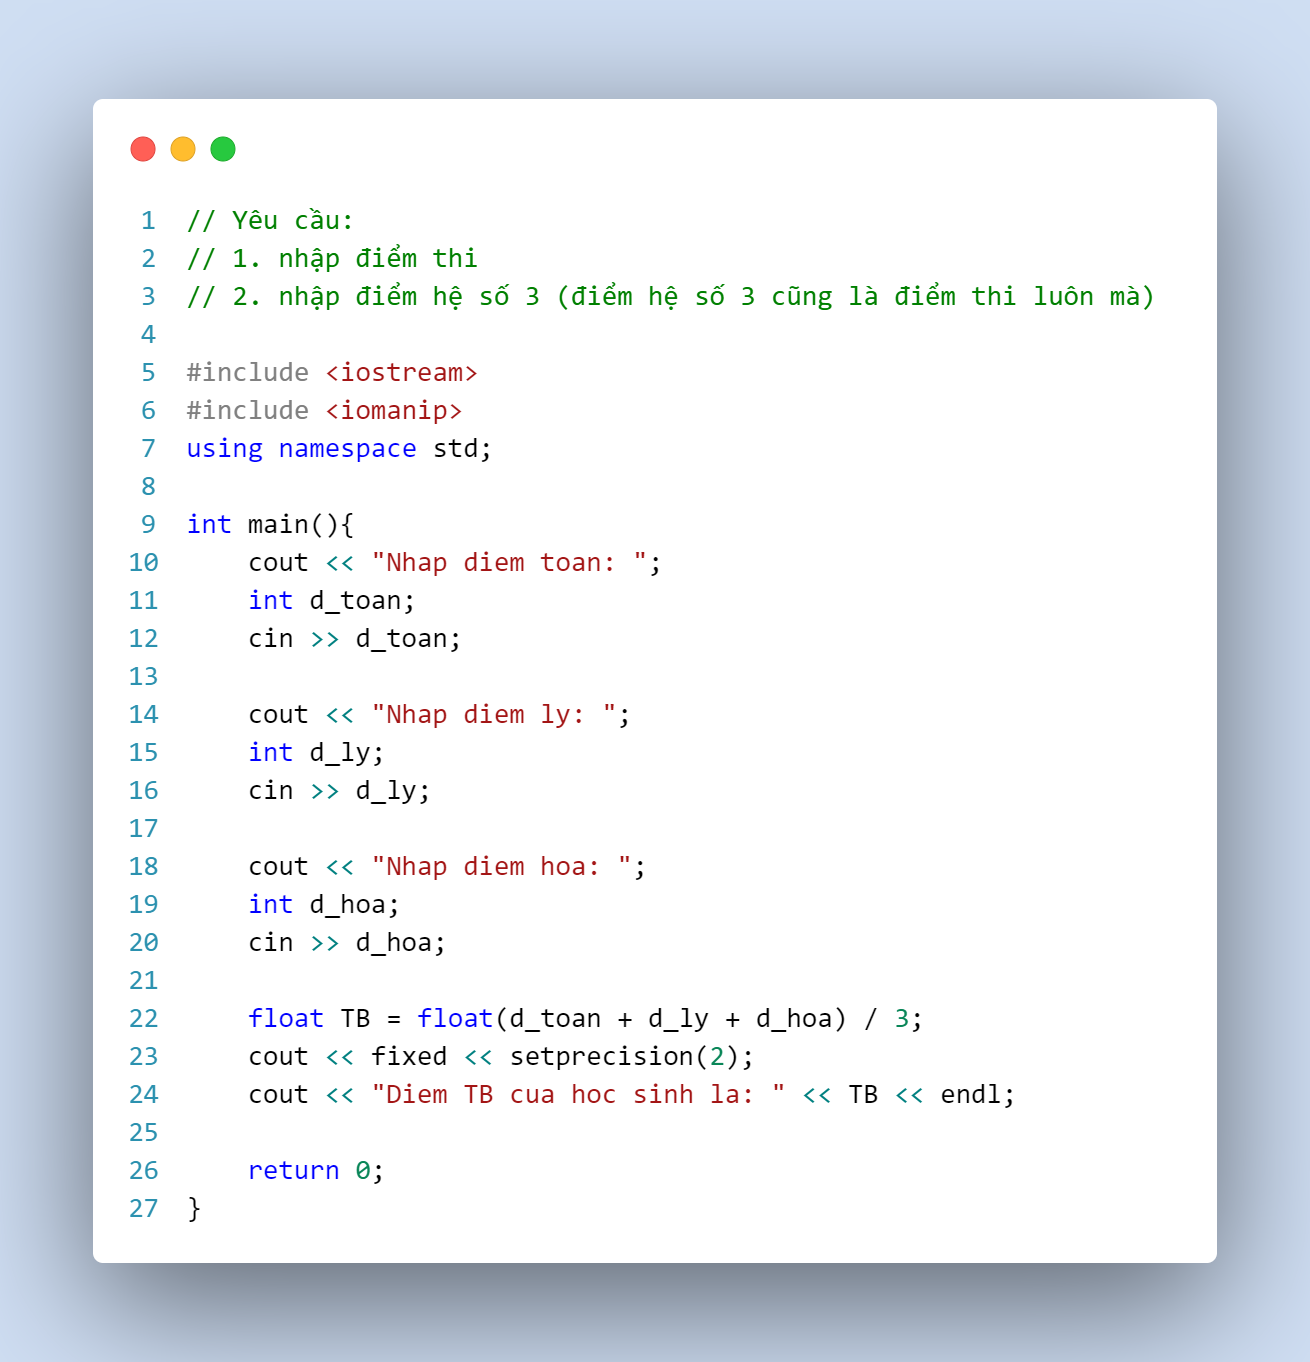 1 // Yêu cầu:
2 // 1. nhập điểm thi
3 // 2. nhập điểm hệ số 3 (điểm hệ số 3 cũng là điểm thi luôn mà)
4
5 #include <iostream>
6 #include <iomanip>
7 using namespace std;
8
9 int main(){
10     cout << "Nhap diem toan: ";
11     int d_toan;
12     cin >> d_toan;
13
14     cout << "Nhap diem ly: ";
15     int d_ly;
16     cin >> d_ly;
17
18     cout << "Nhap diem hoa: ";
19     int d_hoa;
20     cin >> d_hoa;
21
22     float TB = float(d_toan + d_ly + d_hoa) / 3;
23     cout << fixed << setprecision(2);
24     cout << "Diem TB cua hoc sinh la: " << TB << endl;
25
26     return 0;
27 }